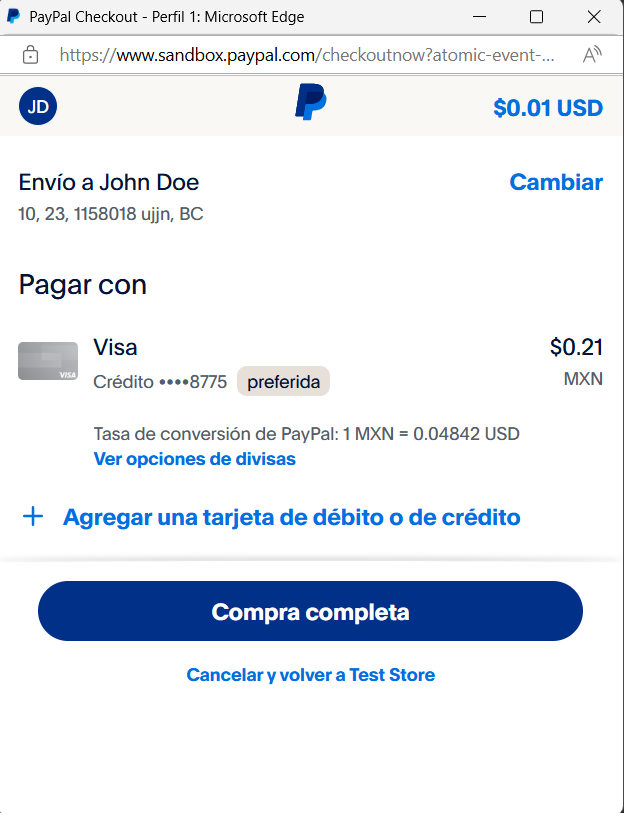 PayPal Checkout - Perfil 1: Microsoft Edge
https://www.sandbox.paypal.com/checkoutnow?atomic-event-...
JD
$0.01 USD
Envío a John Doe
Cambiar
10, 23, 1158018 ujjn, BC
Pagar con
Visa
$0.21
VISA
Crédito ••••8775 preferida
MXN
Tasa de conversión de PayPal: 1 MXN = 0.04842 USD
Ver opciones de divisas
+ Agregar una tarjeta de débito o de crédito
Compra completa
Cancelar y volver a Test Store